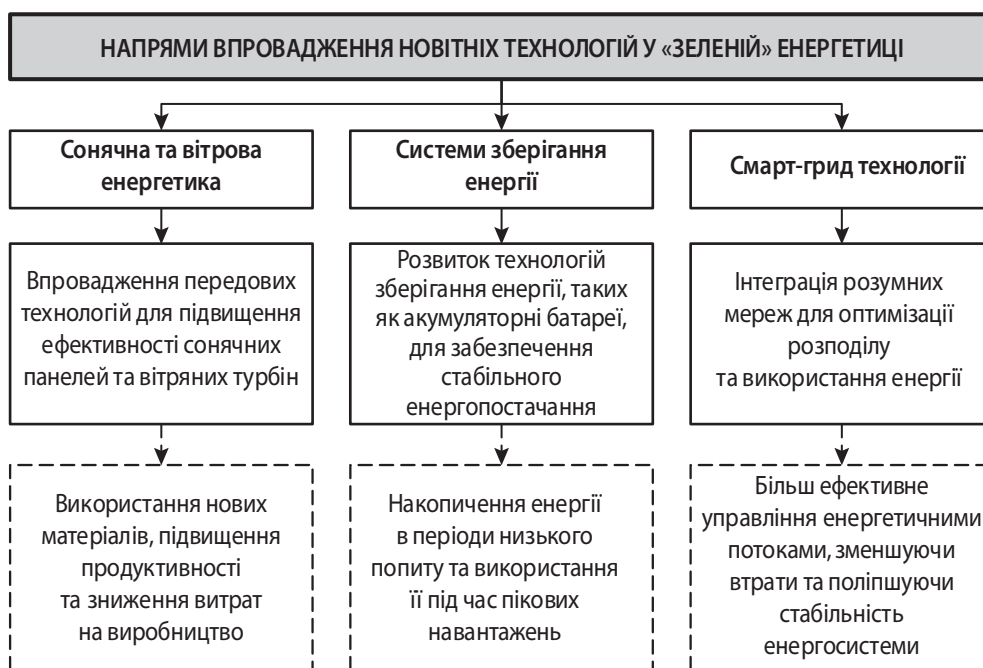 НАПРЯМИ ВПРОВАДЖЕННЯ НОВІТНІХ ТЕХНОЛОГІЙ У «ЗЕЛЕНІЙ» ЕНЕРГЕТИЦІ
Сонячна та вітрова
енергетика
Системи зберігання
енергії
Смарт-грид технології
Впровадження передових
технологій для підвищення
ефективності сонячних
панелей та вітряних турбін
Розвиток технологій
зберігання енергії, таких
як акумуляторні батареї,
для забезпечення
стабільного
енергопостачання
Інтеграція розумних
мереж для оптимізації
розподілу
та використання енергії
Використання нових
матеріалів, підвищення
продуктивності
та зниження витрат
на виробництво
Накопичення енергії
в періоди низького
попиту та використання
її під час пікових
навантажень
Більш ефективне
управління енергетичними
потоками, зменшуючи
втрати та поліпшуючи
стабільність
енергосистеми